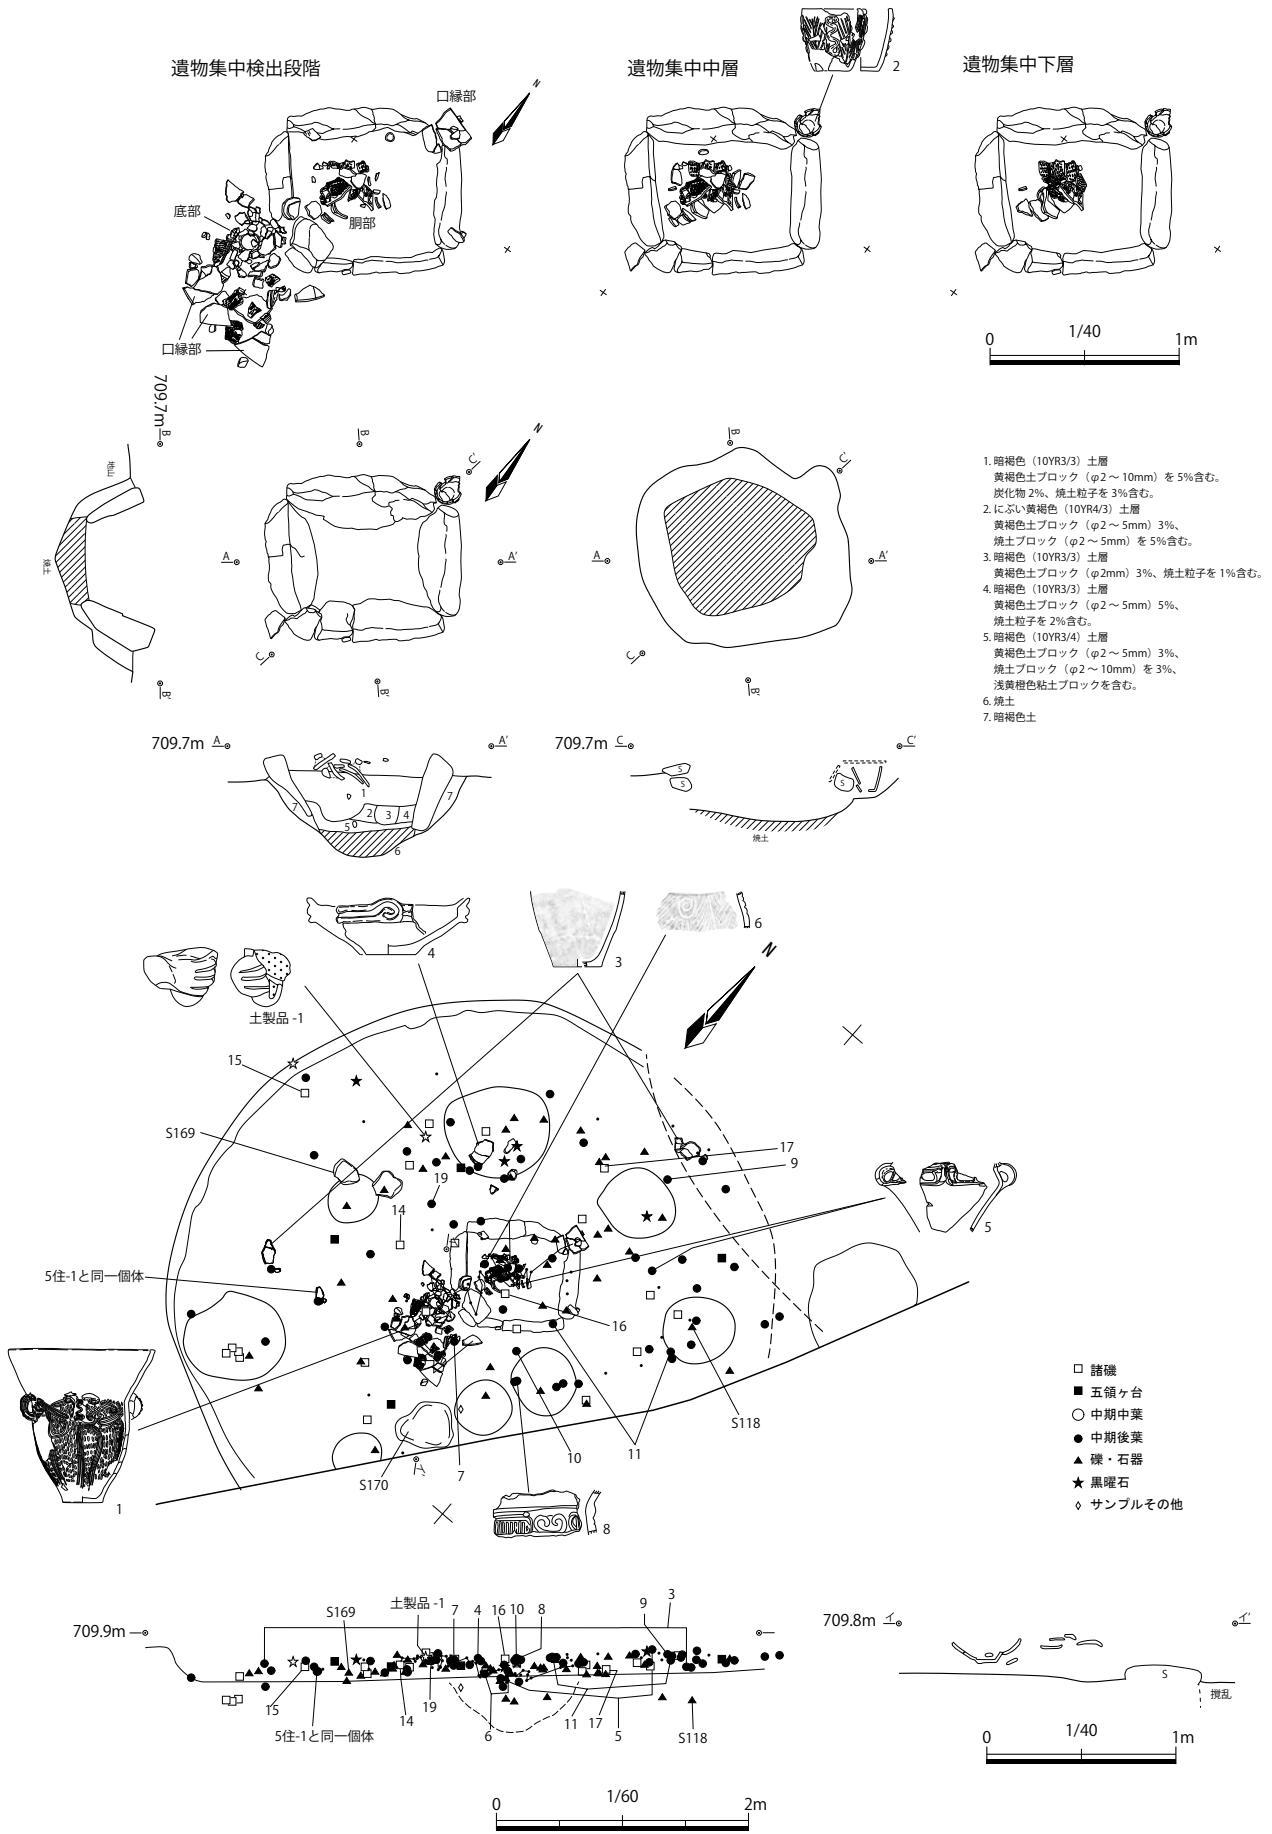 遺物集中検出段階
遺物集中中層
遺物集中下層
2
口縁部
N
底部
胴部
口縁部
0 1/40 1m
709.7m
B
B
B
N
C'
C'
地山
焼土
A
A'
A
A'
C
C
B'
B'
B'
1. 暗褐色（10YR3/3）土層
黄褐色土ブロック（φ2 ～ 10mm）を 5%含む。
炭化物 2%、焼土粒子を 3%含む。
2. にぶい黄褐色（10YR4/3）土層
黄褐色土ブロック（φ2 ～ 5mm）3%、
焼土ブロック（φ2 ～ 5mm）を 5%含む。
3. 暗褐色（10YR3/3）土層
黄褐色土ブロック（φ2mm）3%、焼土粒子を 1%含む。
4. 暗褐色（10YR3/3）土層
黄褐色土ブロック（φ2 ～ 5mm）5%、
焼土粒子を 2%含む。
5. 暗褐色（10YR3/4）土層
黄褐色土ブロック（φ2 ～ 5mm）3%、
焼土ブロック（φ2 ～ 10mm）を 3%、
浅黄橙色粘土ブロックを含む。
6. 焼土
7. 暗褐色土
709.7m A
A'
709.7m C
C'
1
7
2
3
4
7
5
6
S
S
S
焼土
4
3
6
N
土製品 -1
15
S169
17
9
19
14
5
5住-1と同一個体
16
1
S118
11
10
7
S170
イ
8
諸磯
五領ヶ台
中期中葉
中期後葉
礫・石器
黒曜石
サンプルその他
709.9m
S169
土製品 -1
7
4
16
10
8
9
3
15
5住-1と同一個体
14
19
6
11
17
5
S118
709.8m イ
イ'
S
撹乱
0 1/40 1m
0 1/60 2m